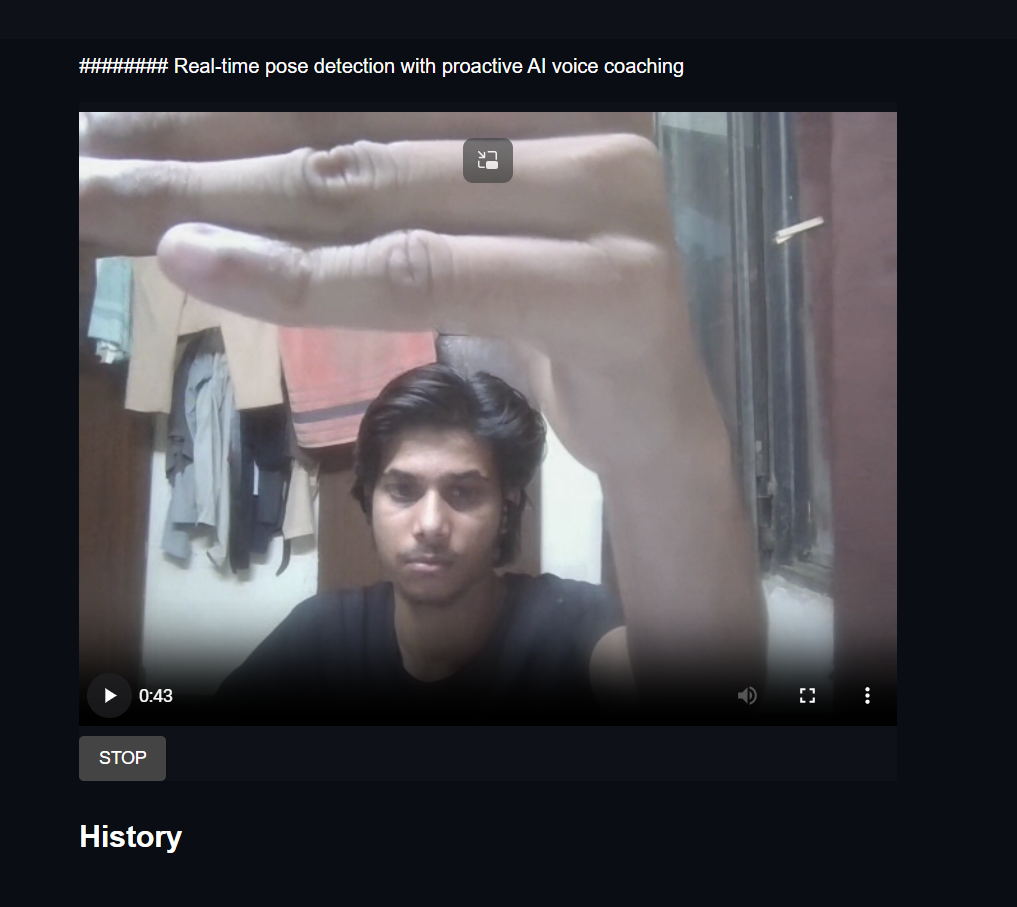 ######## Real-time pose detection with proactive AI voice coaching
0:43
STOP
History